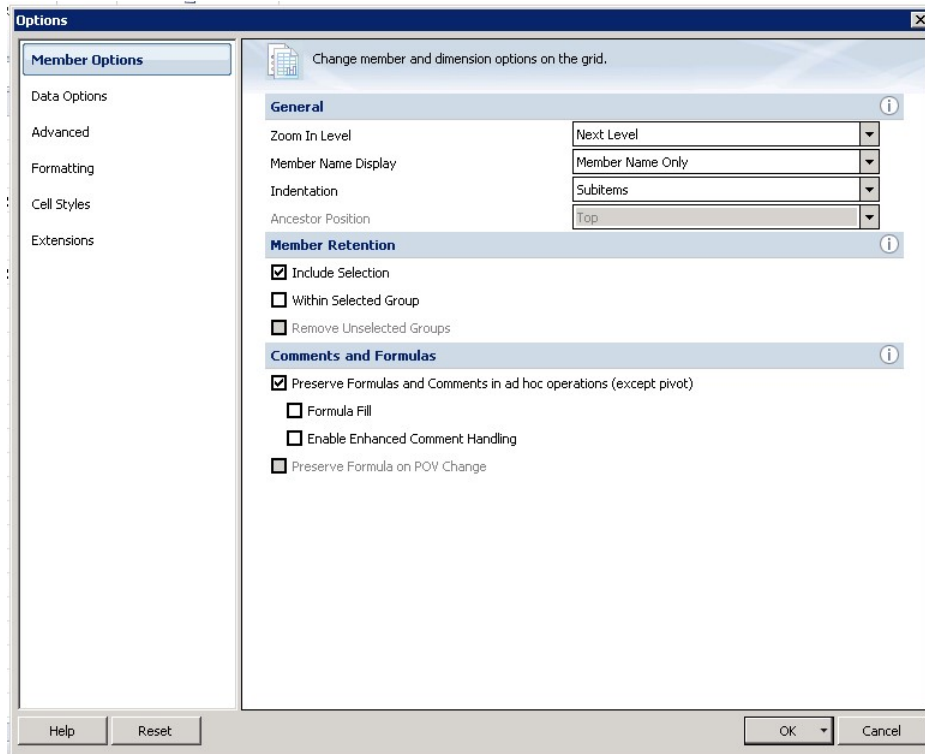 Options
Member Options
Data Options
Advanced
Formatting
Cell Styles
Extensions
Change member and dimension options on the grid.
General
Zoom In Level Next Level
Member Name Display Member Name Only
Indentation Subitems
Ancestor Position Top
Member Retention
Include Selection
Within Selected Group
Remove Unselected Groups
Comments and Formulas
Preserve Formulas and Comments in ad hoc operations (except pivot)
Formula Fill
Enable Enhanced Comment Handling
Preserve Formula on POV Change
Help Reset OK Cancel